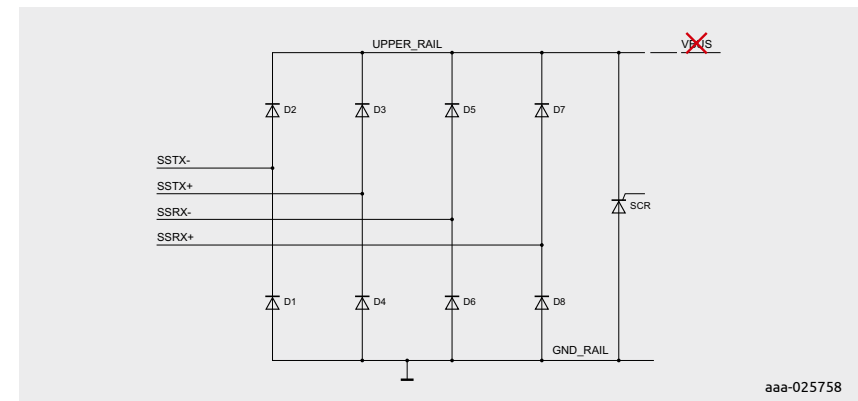 UPPER_RAIL
VBUS
D2
D3
D5
D7
SSTX-
SSTX+
SSRX-
SCR
SSRX+
D1
D4
D6
D8
GND_RAIL
aaa-025758